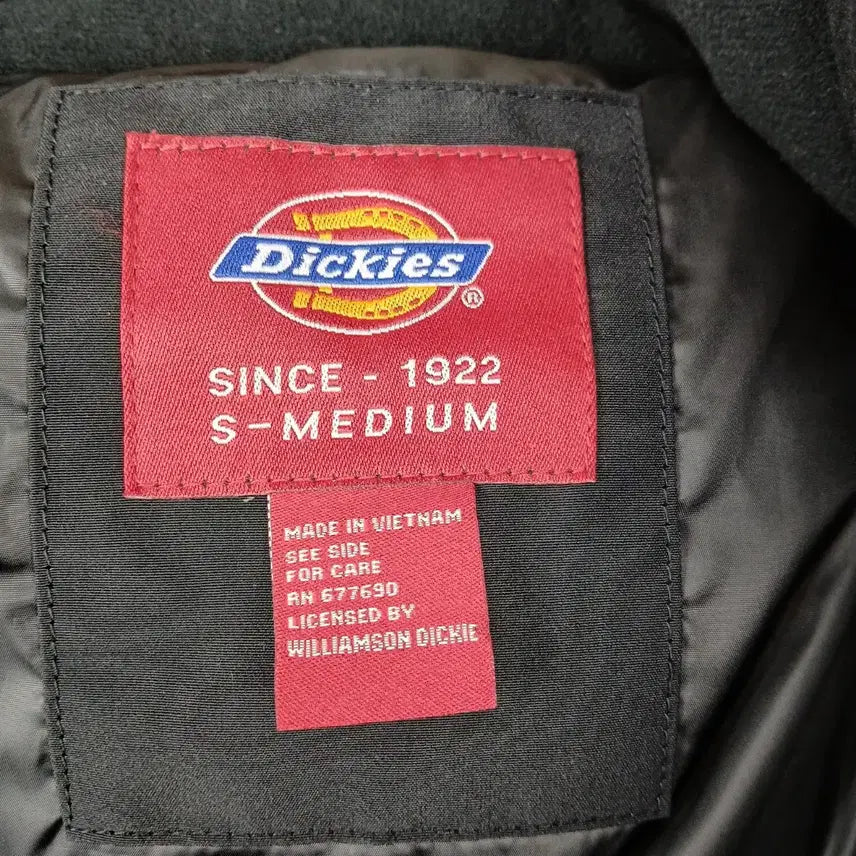 Dickies®
SINCE - 1922
S-MEDIUM
MADE IN VIETNAM
SEE SIDE
FOR CARE
RN 677690
LICENSED BY
WILLIAMSON DICKIE